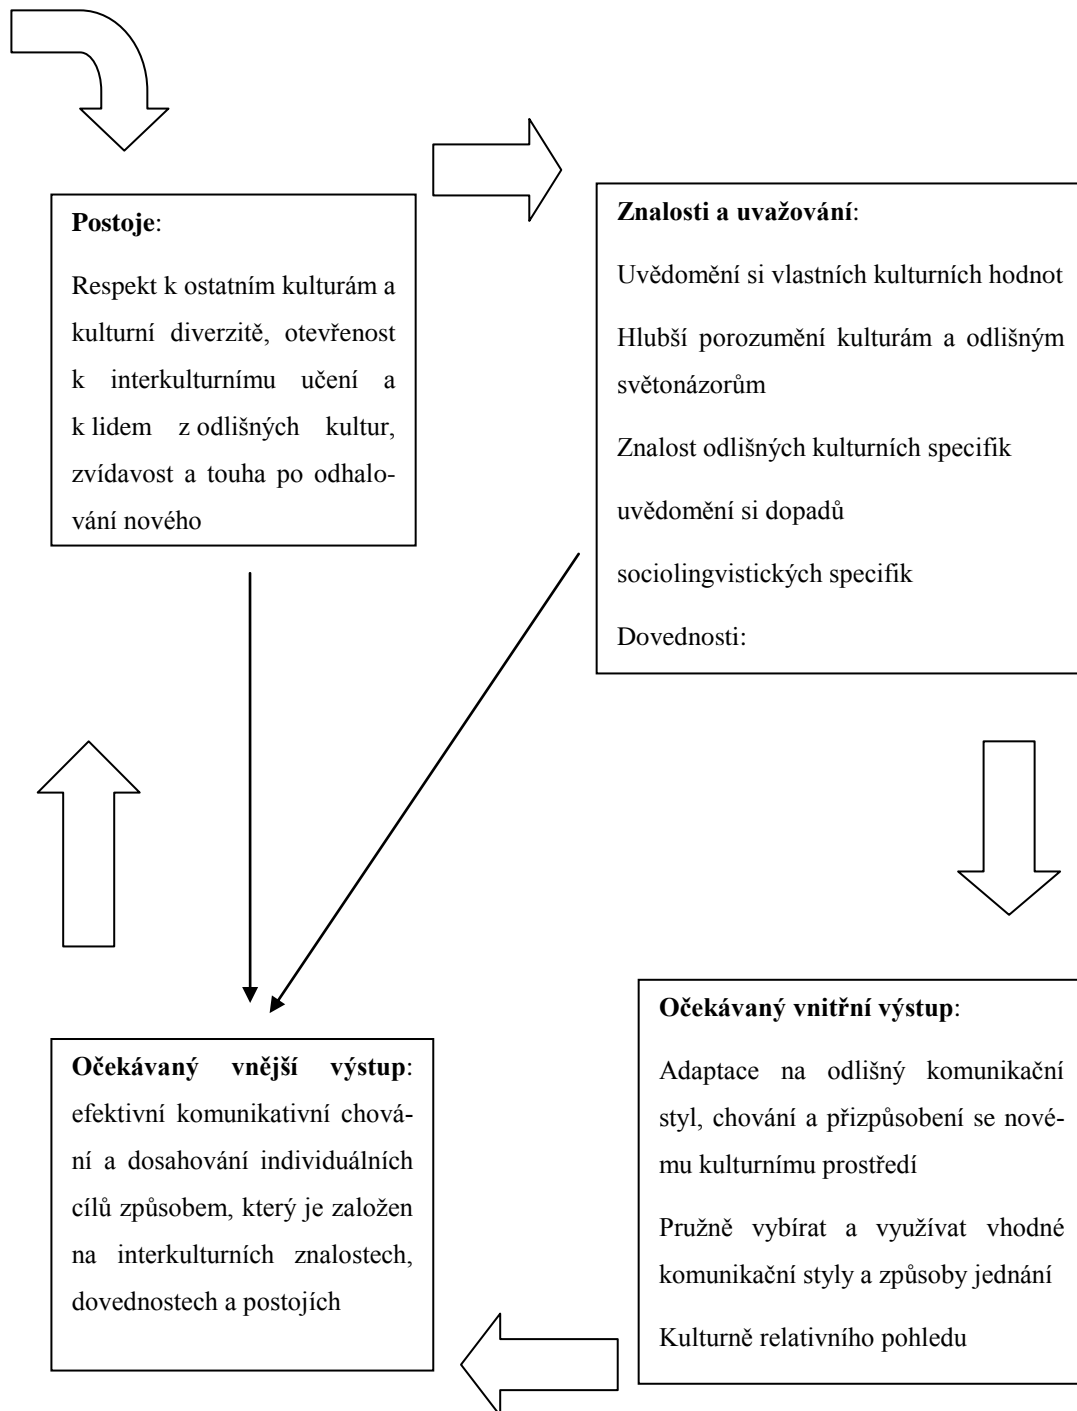 Postoje:
Respekt k ostatním kulturám a
kulturní diverzitě, otevřenost
k interkulturnímu učení a
k lidem z odlišných kultur,
zvídavost a touha po odhalo-
vání nového
Znalosti a uvažování:
Uvědomění si vlastních kulturních hodnot
Hlubší porozumění kulturám a odlišným
světonázorům
Znalost odlišných kulturních specifik
uvědomění si dopadů
sociolingvistických specifik
Dovednosti:
Očekávaný vnější výstup:
efektivní komunikativní chová-
ní a dosahování individuálních
cílů způsobem, který je založen
na interkulturních znalostech,
dovednostech a postojích
Očekávaný vnitřní výstup:
Adaptace na odlišný komunikační
styl, chování a přizpůsobení se nové-
mu kulturnímu prostředí
Pružně vybírat a využívat vhodné
komunikační styly a způsoby jednání
Kulturně relativního pohledu